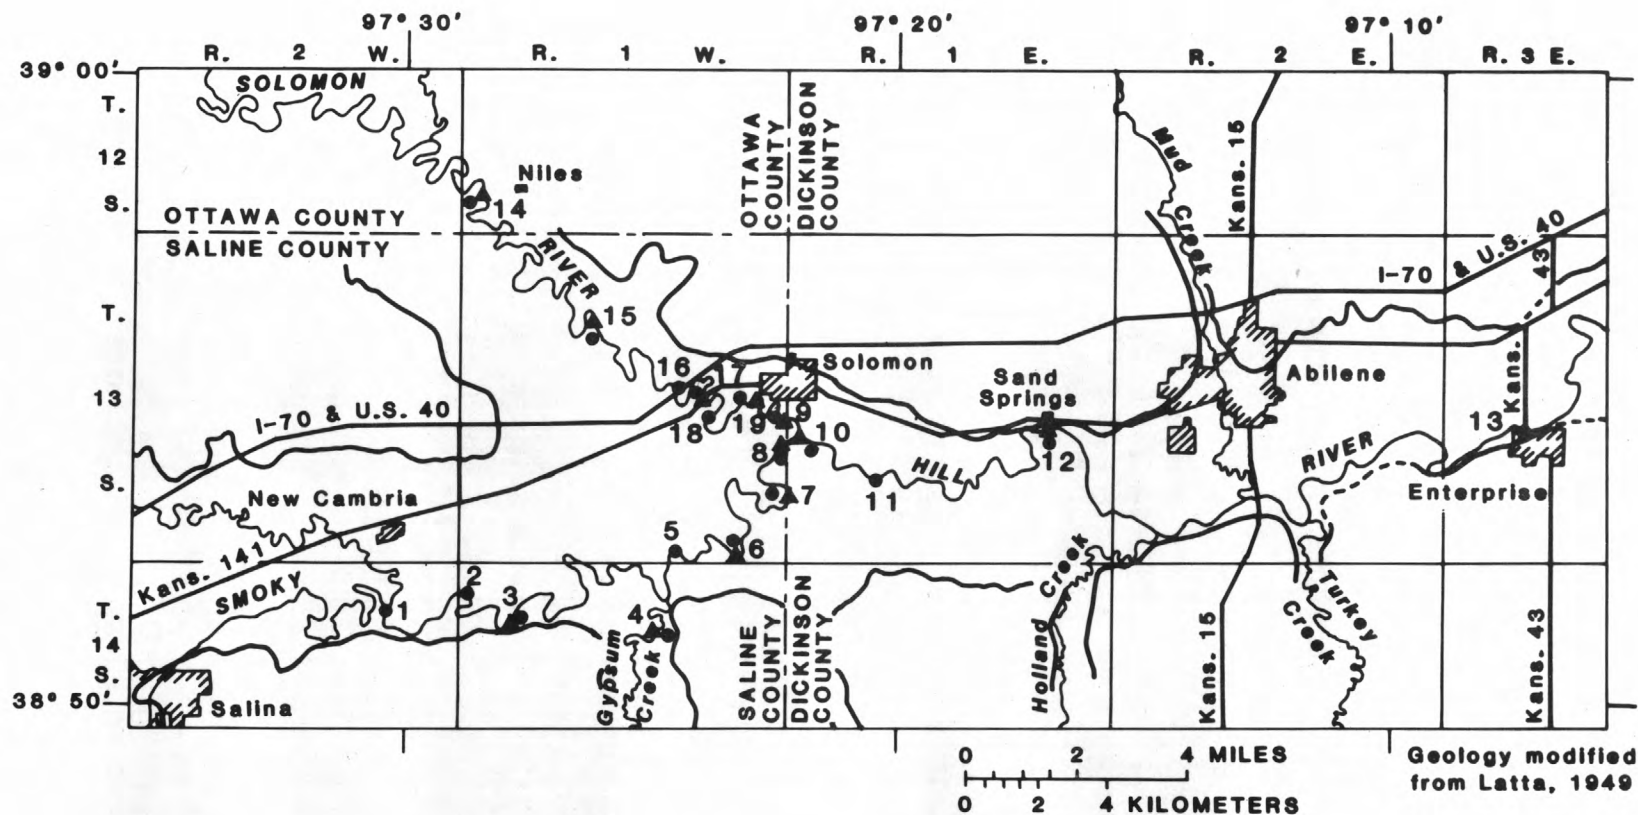 97° 30'
97° 20'
97° 10'
R. 2 W.
R. 1 W.
R. 1 E.
R. 2 E.
R. 3 E.
39° 00'
T.
12
S.
T.
13
S.
T.
14
S.
38° 50'
SOLOMON
RIVER
Niles
14
OTTAWA COUNTY
SALINE COUNTY
OTTAWA
COUNTY
DICKINSON
COUNTY
Mud
Creek
Kans. 15
I-70 & U.S. 40
43
Kans.
15
16
17
Solomon
Sand
Springs
Abilene
I-70 & U.S. 40
18
19
9
10
8
7
11
12
13
HILL
RIVER
Enterprise
New Cambria
Kans. 141
SMOKY
5
6
1
2
3
4
Gypsum
Creek
SALINE
COUNTY
DICKINSON
COUNTY
Holland
Creek
Kans. 15
Turkey
Creek
Kans. 43
Salina
0 2 4 MILES
0 2 4 KILOMETERS
Geology modified
from Latta, 1949